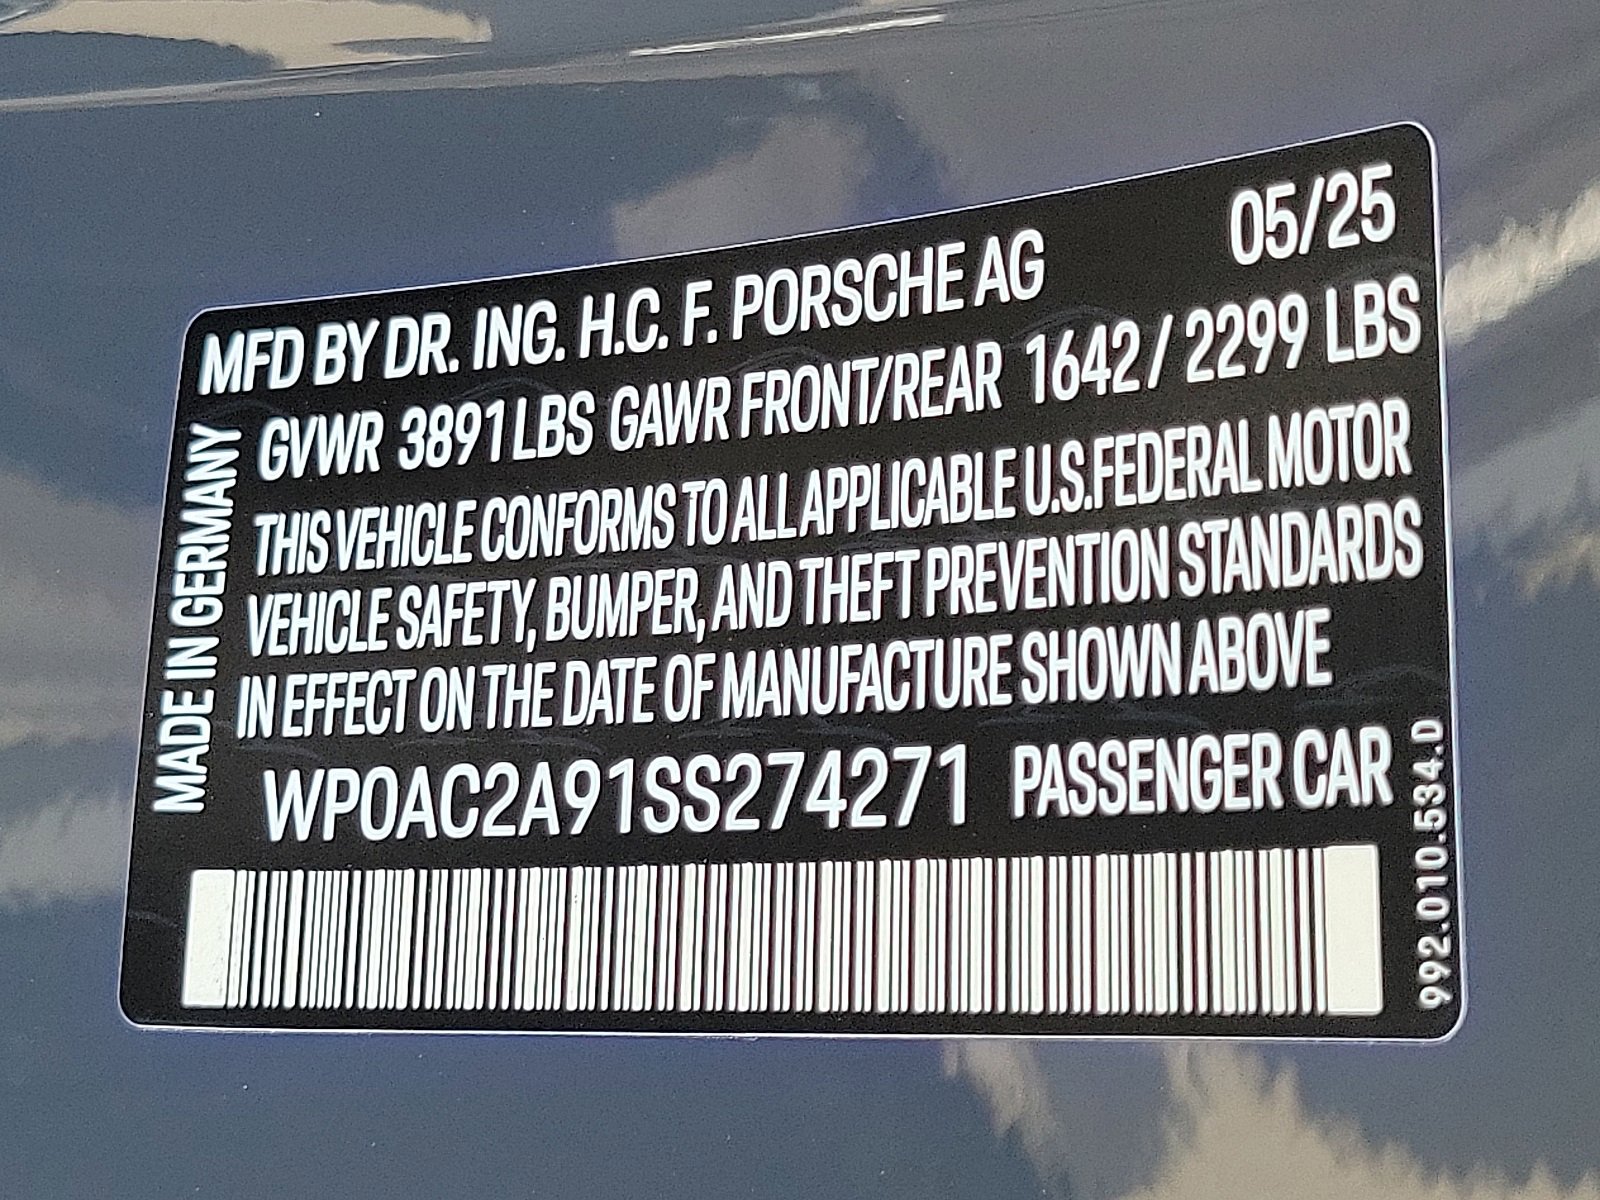 MFD BY DR. ING. H.C. F. PORSCHE AG 05/25
GVWR 3891 LBS GAWR FRONT/REAR 1642 / 2299 LBS
THIS VEHICLE CONFORMS TO ALL APPLICABLE U.S.FEDERAL MOTOR
VEHICLE SAFETY, BUMPER, AND THEFT PREVENTION STANDARDS
IN EFFECT ON THE DATE OF MANUFACTURE SHOWN ABOVE
WP0AC2A91SS274271 PASSENGER CAR
MADE IN GERMANY
992.010.534.D